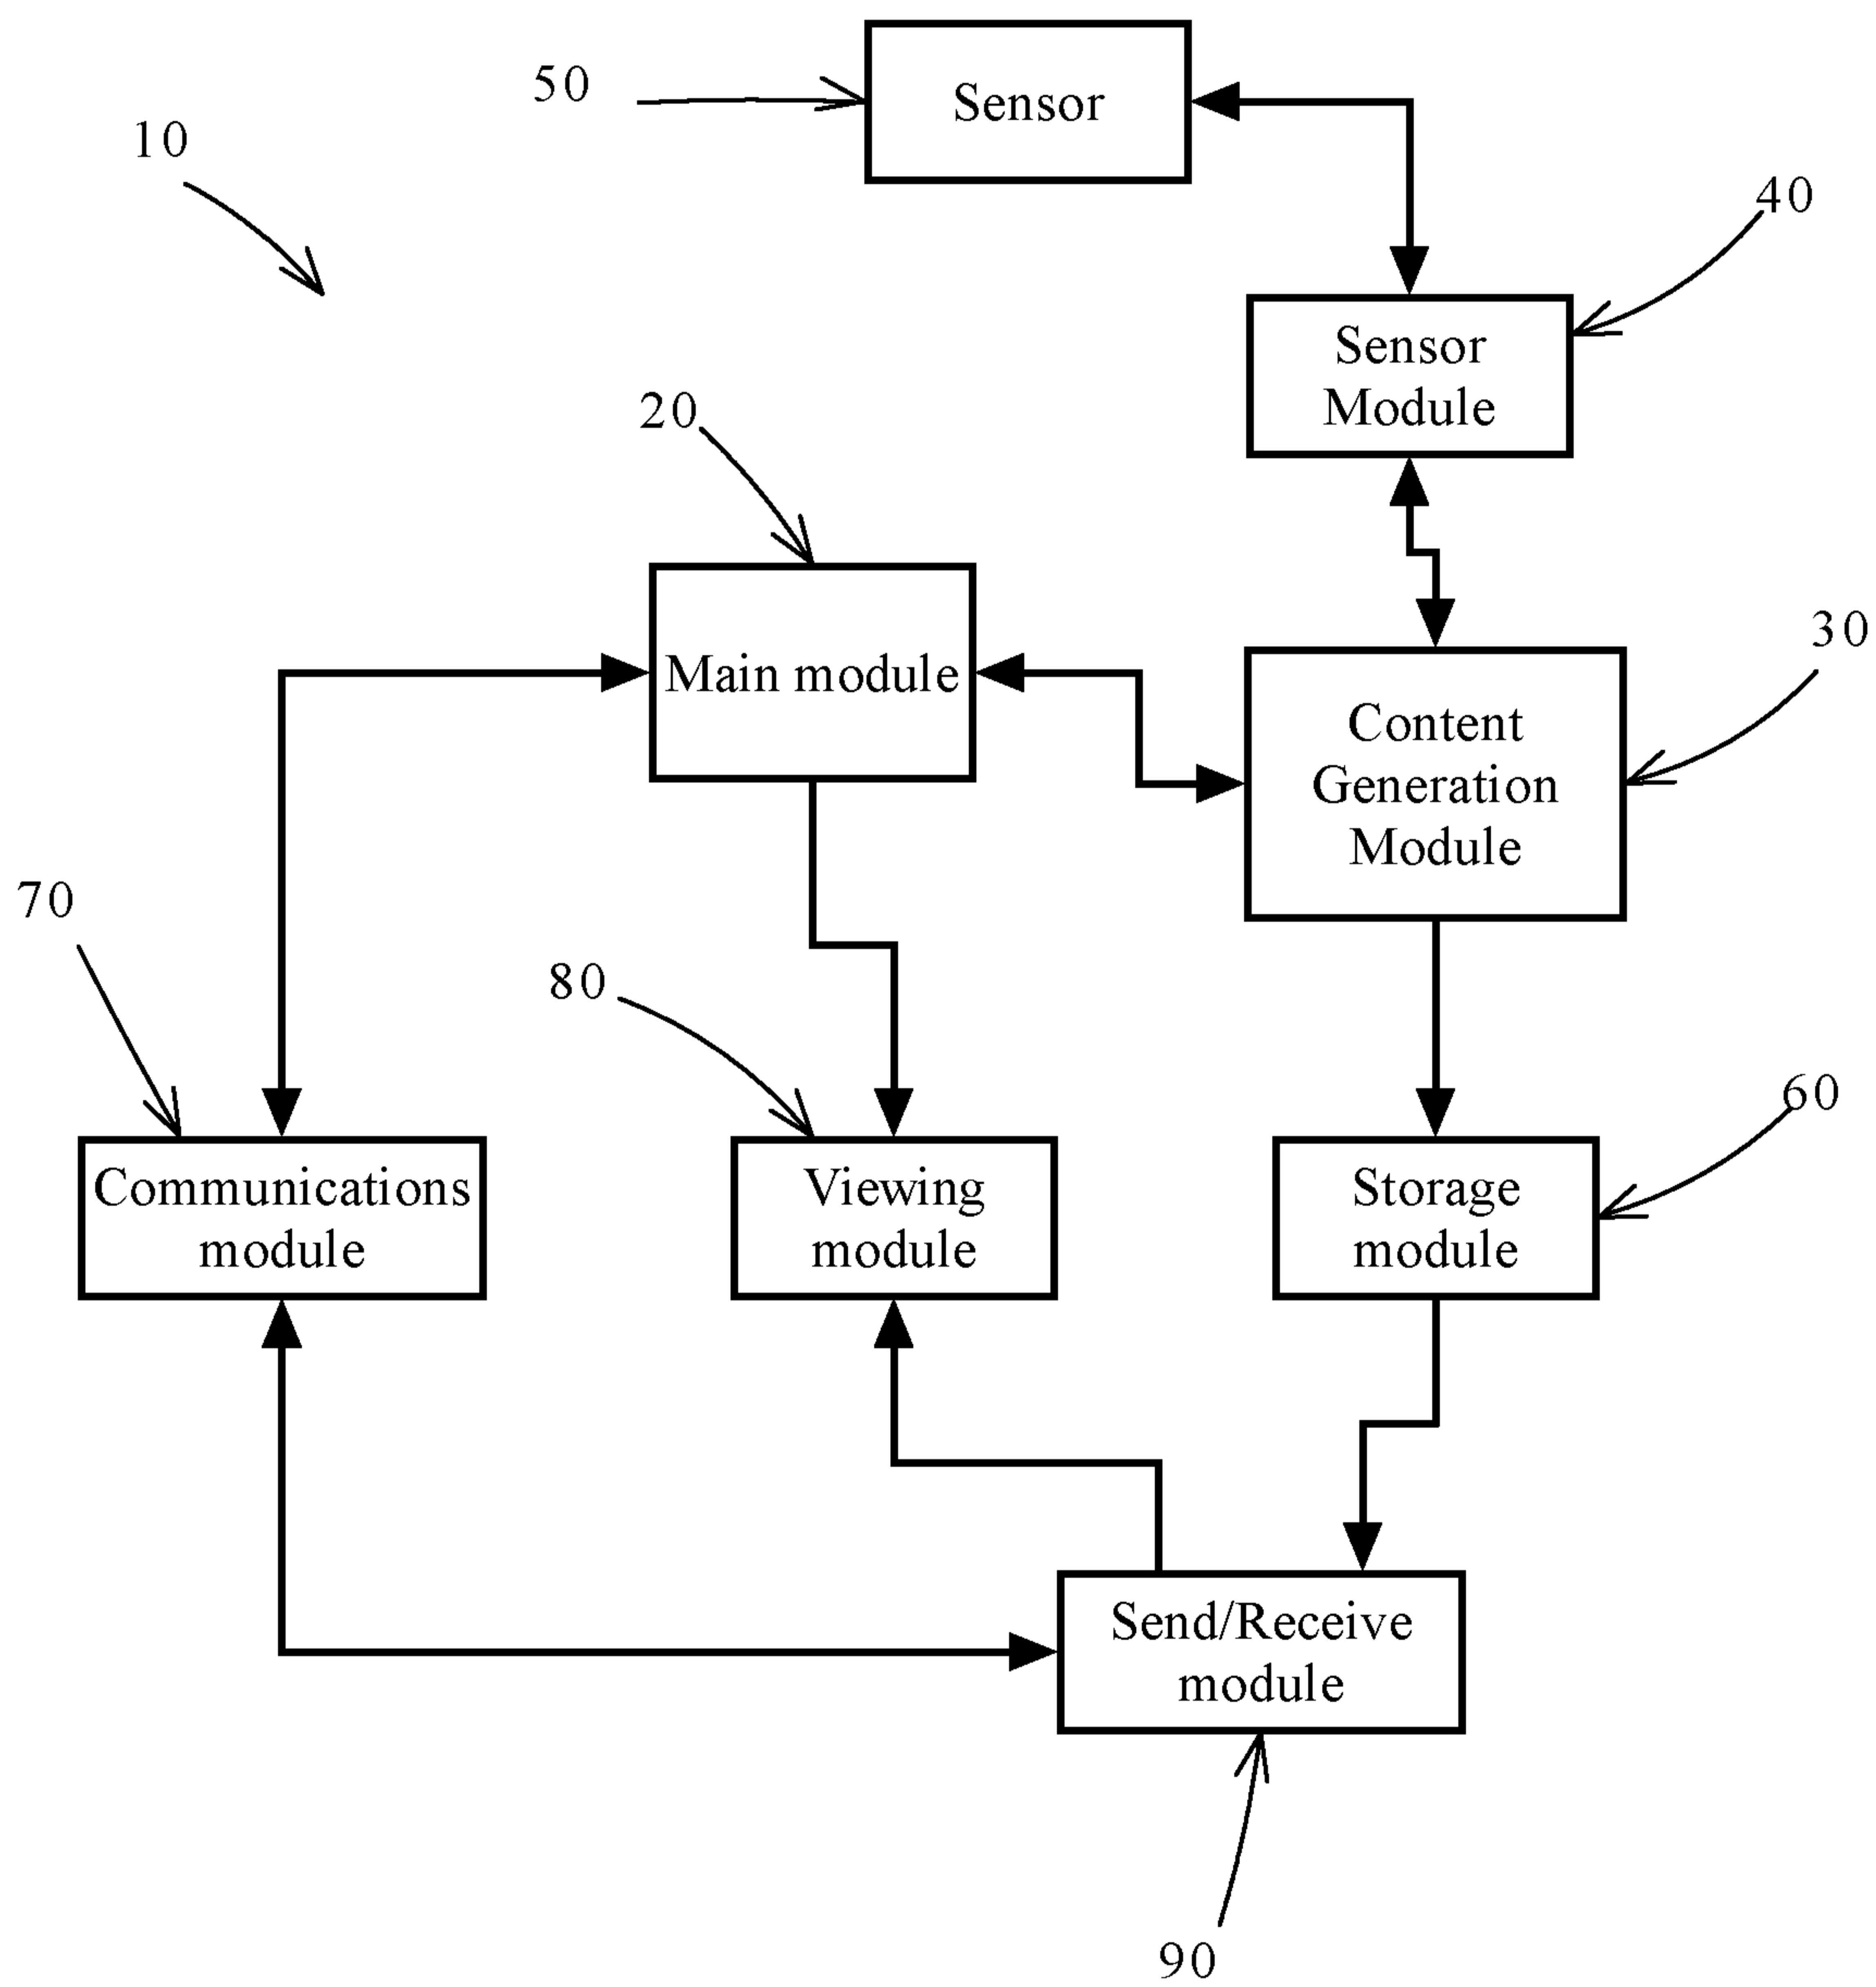 50
Sensor
10
40
Sensor
Module
20
Main module
30
Content
Generation
Module
70
80
60
Communications
module
Viewing
module
Storage
module
Send/Receive
module
90